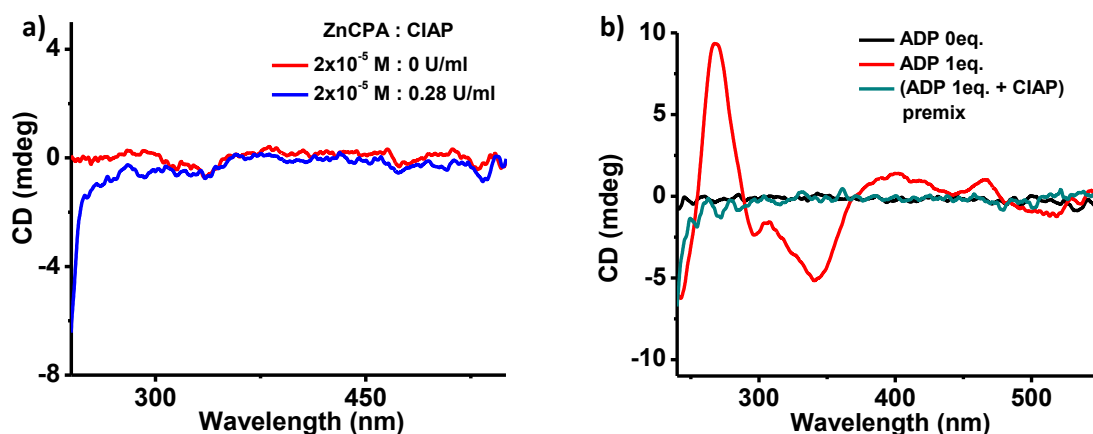 a)
ZnCPA : CIAP
2x10⁻⁵ M : 0 U/ml
2x10⁻⁵ M : 0.28 U/ml
4
0
-4
-8
CD (mdeg)
300
450
Wavelength (nm)
b)
ADP 0eq.
ADP 1eq.
(ADP 1eq. + CIAP)
premix
10
5
0
-5
-10
CD (mdeg)
300
400
500
Wavelength (nm)